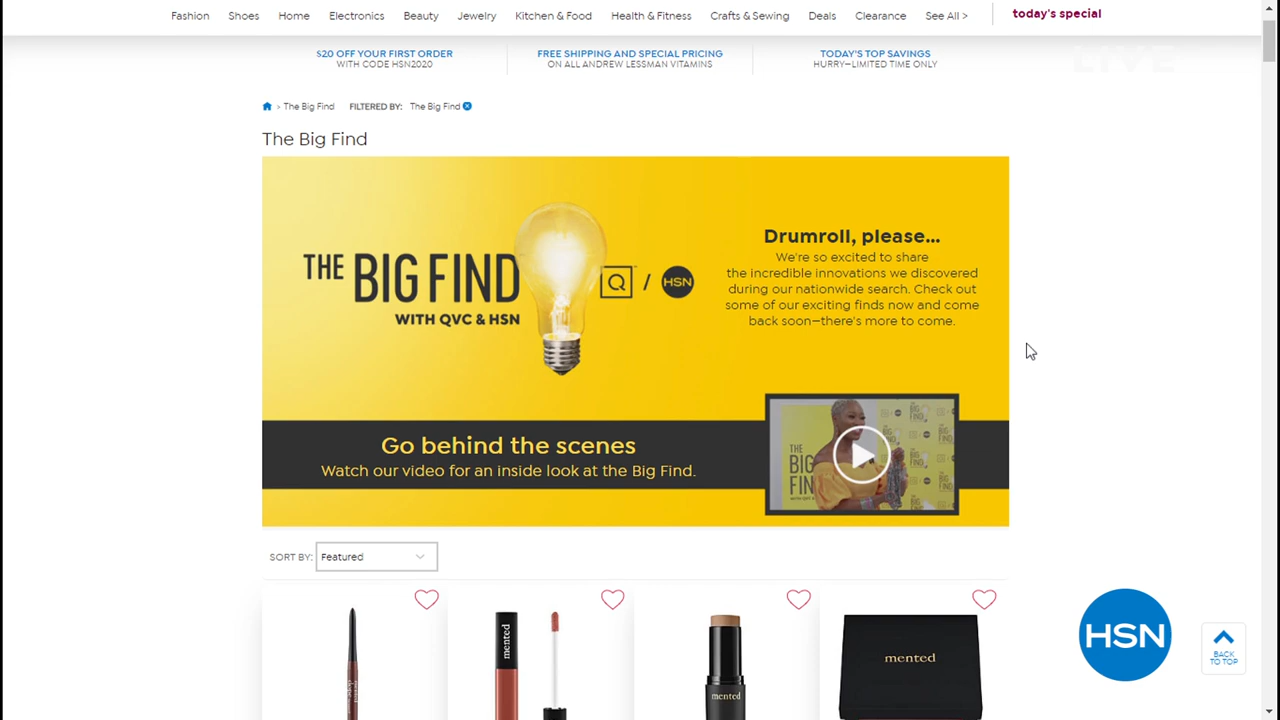 Fashion Shoes Home Electronics Beauty Jewelry Kitchen & Food Health & Fitness Crafts & Sewing Deals Clearance See All > today's special
$20 OFF YOUR FIRST ORDER
WITH CODE HSN2020
FREE SHIPPING AND SPECIAL PRICING
ON ALL ANDREW LESSMAN VITAMINS
TODAY'S TOP SAVINGS
HURRY—LIMITED TIME ONLY
LIVE
> The Big Find FILTERED BY: The Big Find
The Big Find
THE BIG FIND
WITH QVC & HSN
Q / HSN
Drumroll, please...
We're so excited to share
the incredible innovations we discovered
during our nationwide search. Check out
some of our exciting finds now and come
back soon—there's more to come.
Go behind the scenes
Watch our video for an inside look at the Big Find.
THE
BIG
FIN
BIG
FIND
SORT BY: Featured
mented
mented
mented
HSN
BACK
TO TOP